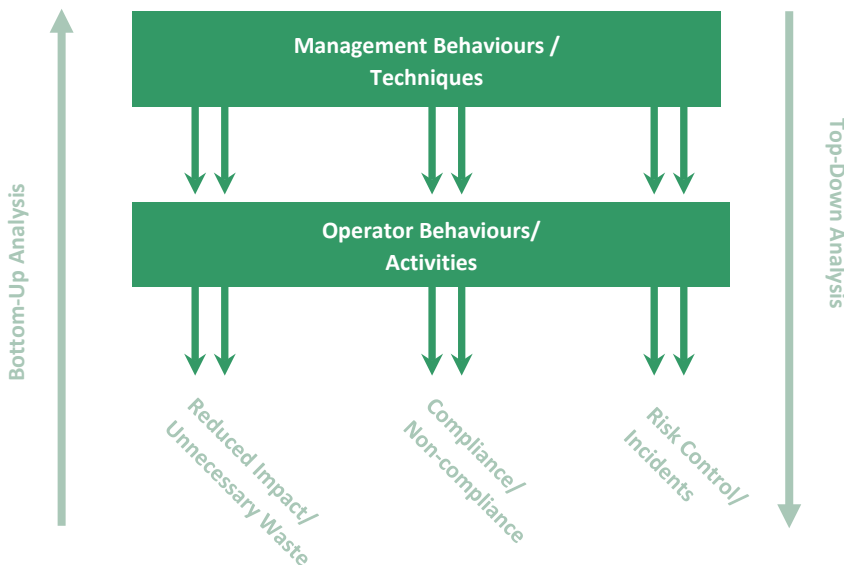 Management Behaviours /
Techniques
Bottom-Up Analysis
Top-Down Analysis
Operator Behaviours/
Activities
Reduced Impact/
Unnecessary Waste
Compliance/
Non-compliance
Risk Control/
Incidents